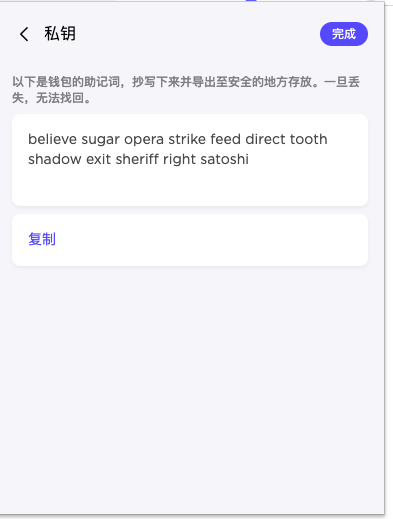 私钥
完成
以下是钱包的助记词，抄写下来并导出至安全的地方存放。一旦丢
失，无法找回。
believe sugar opera strike feed direct tooth
shadow exit sheriff right satoshi
复制